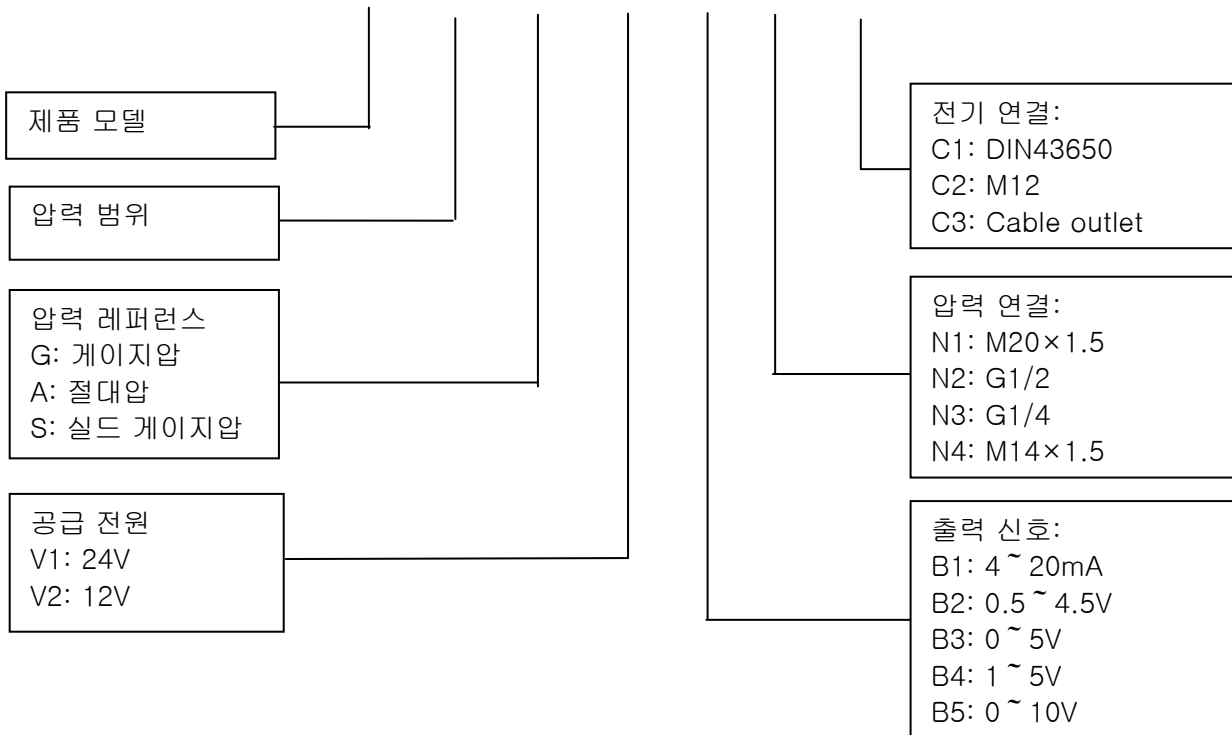 제품 모델
압력 범위
압력 레퍼런스
G: 게이지압
A: 절대압
S: 실드 게이지압
공급 전원
V1: 24V
V2: 12V
전기 연결:
C1: DIN43650
C2: M12
C3: Cable outlet
압력 연결:
N1: M20×1.5
N2: G1/2
N3: G1/4
N4: M14×1.5
출력 신호:
B1: 4 ~ 20mA
B2: 0.5 ~ 4.5V
B3: 0 ~ 5V
B4: 1 ~ 5V
B5: 0 ~ 10V